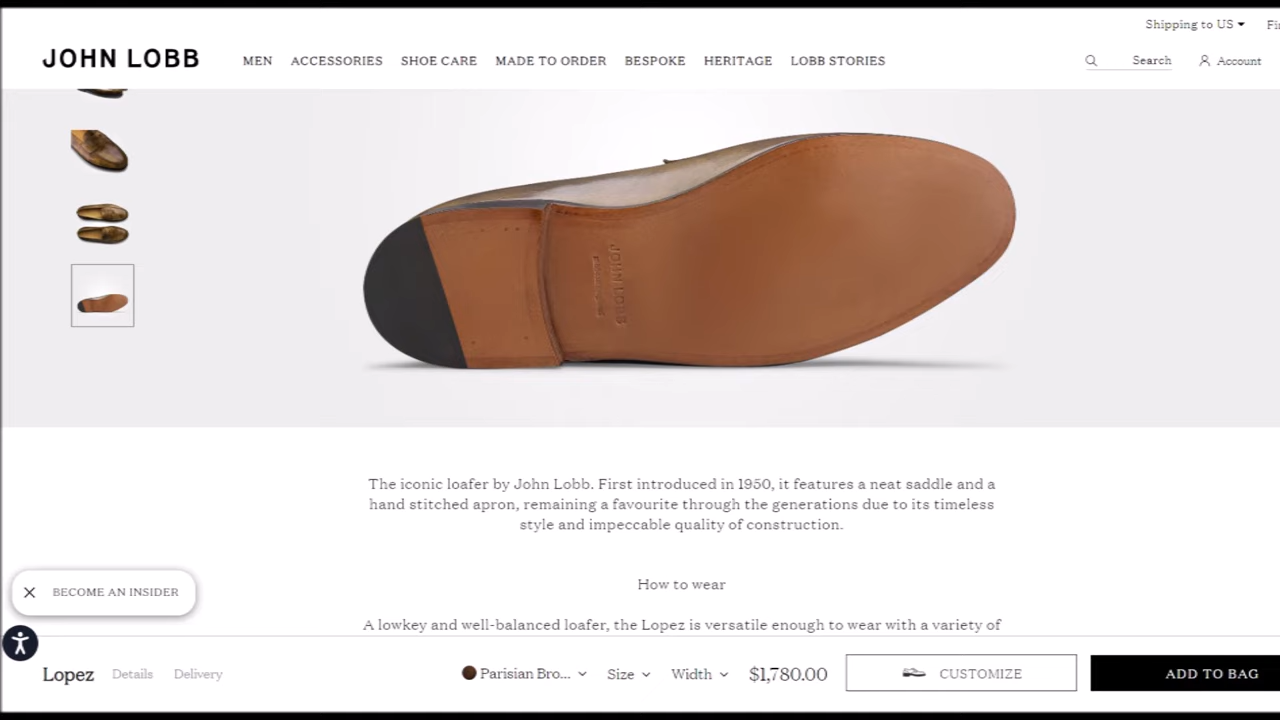 Shipping to US
JOHN LOBB
MEN ACCESSORIES SHOE CARE MADE TO ORDER BESPOKE HERITAGE LOBB STORIES
Search
Account
JOHN LOBB
The iconic loafer by John Lobb. First introduced in 1950, it features a neat saddle and a
hand stitched apron, remaining a favourite through the generations due to its timeless
style and impeccable quality of construction.
How to wear
BECOME AN INSIDER
A lowkey and well-balanced loafer, the Lopez is versatile enough to wear with a variety of
Lopez Details Delivery Parisian Bro... Size Width $1,780.00 CUSTOMIZE ADD TO BAG